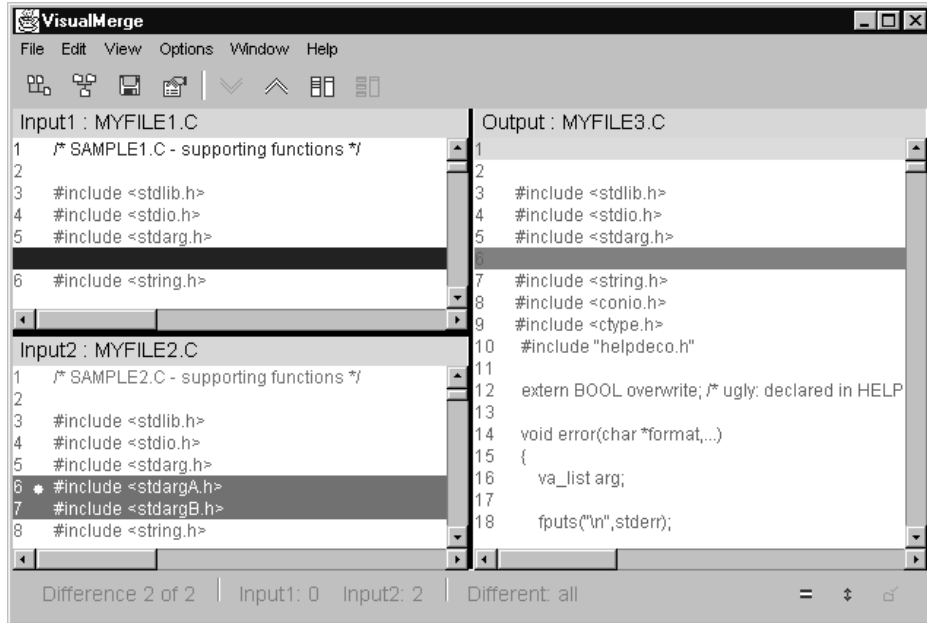 VisualMerge
File Edit View Options Window Help
Input1 : MYFILE1.C
1 /* SAMPLE1.C - supporting functions */
2
3 #include <stdlib.h>
4 #include <stdio.h>
5 #include <stdarg.h>
6 #include <string.h>
Input2 : MYFILE2.C
1 /* SAMPLE2.C - supporting functions */
2
3 #include <stdlib.h>
4 #include <stdio.h>
5 #include <stdarg.h>
6 #include <stdargA.h>
7 #include <stdargB.h>
8 #include <string.h>
Output : MYFILE3.C
1
2
3 #include <stdlib.h>
4 #include <stdio.h>
5 #include <stdarg.h>
6
7 #include <string.h>
8 #include <conio.h>
9 #include <ctype.h>
10 #include "helpdeco.h"
11
12 extern BOOL overwrite; /* ugly: declared in HELP
13
14 void error(char *format,...)
15 {
16 va_list arg;
17
18 fputs("\n",stderr);
Difference 2 of 2 Input1: 0 Input2: 2 Different: all